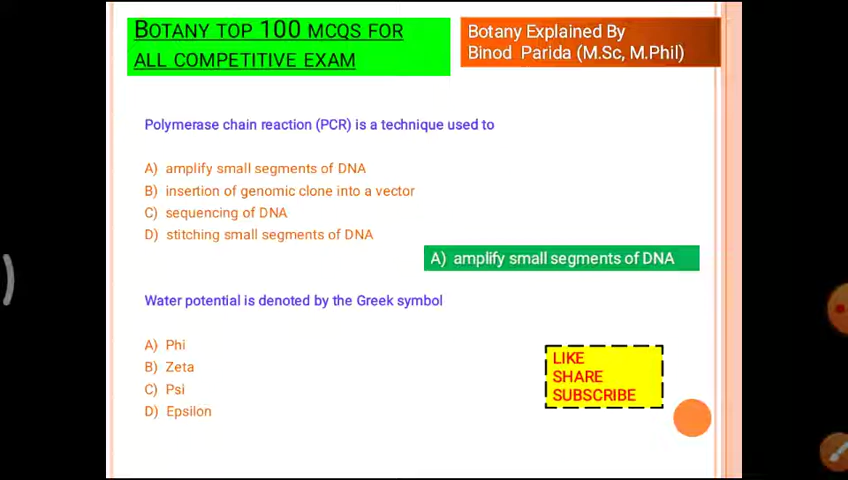 BOTANY TOP 100 MCQS FOR
ALL COMPETITIVE EXAM
Botany Explained By
Binod Parida (M.Sc, M.Phil)
Polymerase chain reaction (PCR) is a technique used to
A) amplify small segments of DNA
B) insertion of genomic clone into a vector
C) sequencing of DNA
D) stitching small segments of DNA
A) amplify small segments of DNA
Water potential is denoted by the Greek symbol
A) Phi
B) Zeta
C) Psi
D) Epsilon
LIKE
SHARE
SUBSCRIBE